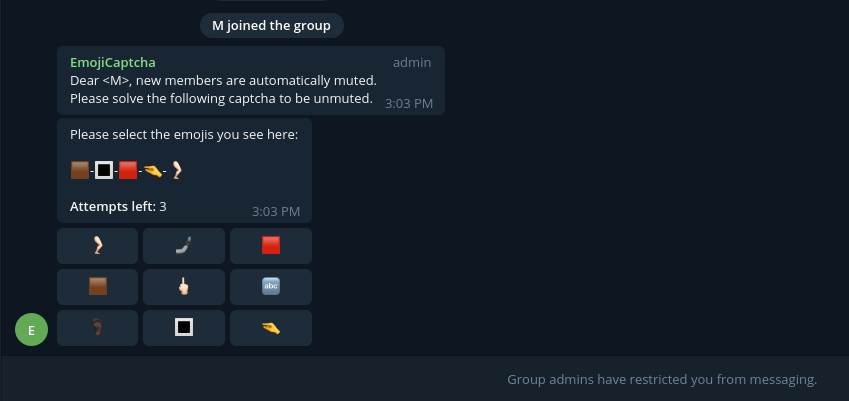 M joined the group
EmojiCaptcha admin
Dear <M>, new members are automatically muted.
Please solve the following captcha to be unmuted. 3:03 PM
Please select the emojis you see here:
🟫-🔳-🟥-🫲-🦵🏻
Attempts left: 3 3:03 PM
abc
E
Group admins have restricted you from messaging.